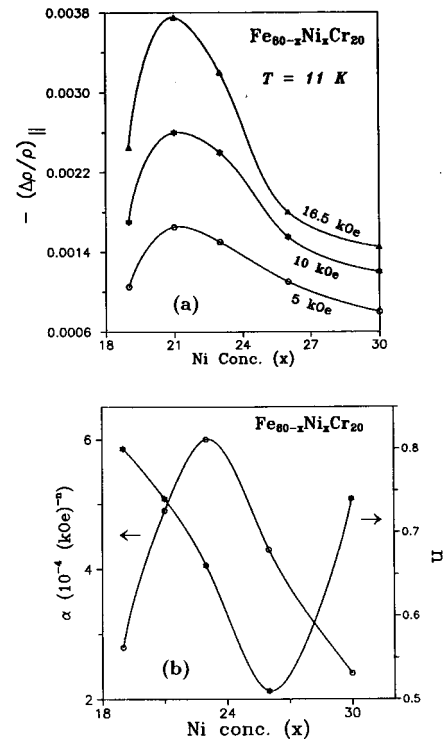 0.0038
0.0030
0.0022
0.0014
0.0006
− (Δρ/ρ)∥
Fe60-xNixCr20
T = 11 K
16.5 kOe
10 kOe
5 kOe
(a)
18 21 24 27 30
Ni Conc. (x)
Fe60-xNixCr20
6
4
2
α (10⁻⁴ (kOe)⁻ⁿ)
←
→
0.8
0.7
0.6
0.5
n
(b)
18 24 30
Ni conc. (x)